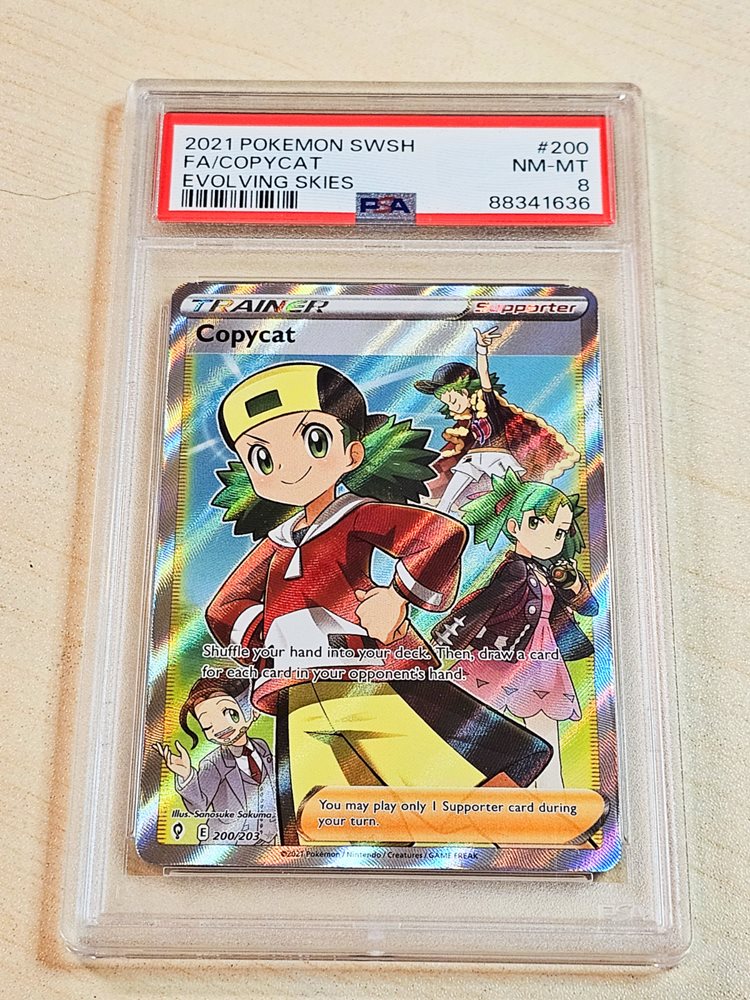 2021 POKEMON SWSH #200
FA/COPYCAT NM-MT
EVOLVING SKIES 8
PSA 88341636
TRAINER Supporter
Copycat
Shuffle your hand into your deck. Then, draw a card
for each card in your opponent's hand.
You may play only 1 Supporter card during
your turn.
Illus. Sanosuke Sakuma
E 200/203
©2021 Pokémon / Nintendo / Creatures / GAME FREAK